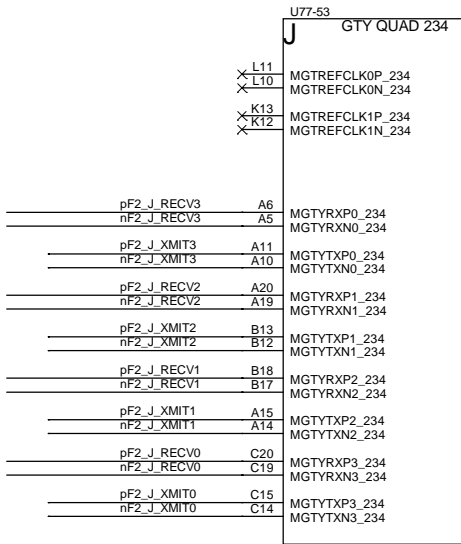 U77-53
J GTY QUAD 234
L11 MGTREFCLK0P_234
L10 MGTREFCLK0N_234
K13 MGTREFCLK1P_234
K12 MGTREFCLK1N_234
pF2_J_RECV3 A6 MGTYRXP0_234
nF2_J_RECV3 A5 MGTYRXN0_234
pF2_J_XMIT3 A11 MGTYTXP0_234
nF2_J_XMIT3 A10 MGTYTXN0_234
pF2_J_RECV2 A20 MGTYRXP1_234
nF2_J_RECV2 A19 MGTYRXN1_234
pF2_J_XMIT2 B13 MGTYTXP1_234
nF2_J_XMIT2 B12 MGTYTXN1_234
pF2_J_RECV1 B18 MGTYRXP2_234
nF2_J_RECV1 B17 MGTYRXN2_234
pF2_J_XMIT1 A15 MGTYTXP2_234
nF2_J_XMIT1 A14 MGTYTXN2_234
pF2_J_RECV0 C20 MGTYRXP3_234
nF2_J_RECV0 C19 MGTYRXN3_234
pF2_J_XMIT0 C15 MGTYTXP3_234
nF2_J_XMIT0 C14 MGTYTXN3_234